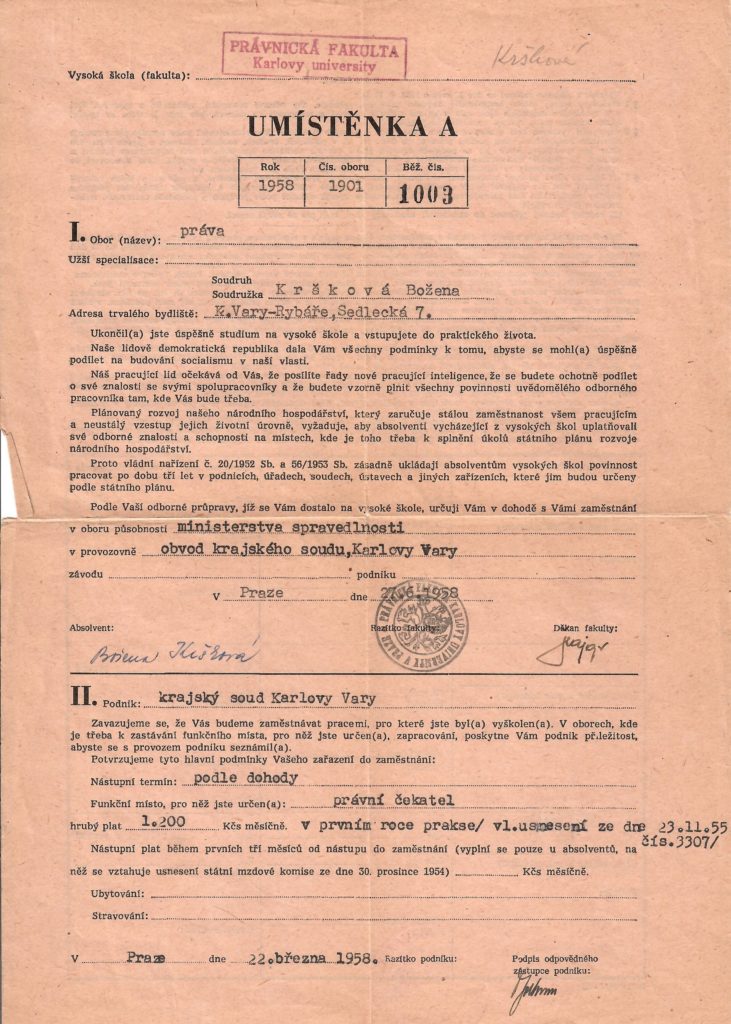 PRÁVNICKÁ FAKULTA
Karlovy university
Krškové
Vysoká škola (fakulta):
UMÍSTĚNKA A
Rok Čís. oboru Běž. čís.
1958 1901 1003
I. Obor (název): práva
Užší specialisace:
Soudruh
Soudružka Kršková Božena
Adresa trvalého bydliště: K.Vary-Rybáře,Sedlecká 7.
Ukončil(a) jste úspěšně studium na vysoké škole a vstupujete do praktického života.
Naše lidově demokratická republika dala Vám všechny podmínky k tomu, abyste se mohl(a) úspěšně
podílet na budování socialismu v naší vlasti.
Náš pracující lid očekává od Vás, že posílíte řady nové pracující inteligence, že se budete ochotně podílet
o své znalosti se svými spolupracovníky a že budete vzorně plnit všechny povinnosti uvědomělého odborného
pracovníka tam, kde Vás bude třeba.
Plánovaný rozvoj našeho národního hospodářství, který zaručuje stálou zaměstnanost všem pracujícím
a neustálý vzestup jejich životní úrovně, vyžaduje, aby absolventi vycházející z vysokých škol uplatňovali
své odborné znalosti a schopnosti na místech, kde je toho třeba k splnění úkolů státního plánu rozvoje
národního hospodářství.
Proto vládní nařízení č. 20/1952 Sb. a 56/1953 Sb. zásadně ukládají absolventům vysokých škol povinnost
pracovat po dobu tří let v podnicích, úřadech, soudech, ústavech a jiných zařízeních, které jim budou určeny
podle státního plánu.
Podle Vaší odborné průpravy, jíž se Vám dostalo na vysoké škole, určuji Vám v dohodě s Vámi zaměstnání
v oboru působnosti ministerstva spravedlnosti
v provozovně obvod krajského soudu,Karlovy Vary
závodu podniku
v Praze dne 27.6.1958
Absolvent: Razítko fakulty: Děkan fakulty:
Božena Kršková
PRÁVNICKÁ FAKULTA KARLOVY UNIVERSITY V PRAZE
II. Podnik: krajský soud Karlovy Vary
Zavazujeme se, že Vás budeme zaměstnávat pracemi, pro které jste byl(a) vyškolen(a). V oborech, kde
je třeba k zastávání funkčního místa, pro něž jste určen(a), zapracování, poskytne Vám podnik př.ležitost,
abyste se s provozem podniku seznámil(a).
Potvrzujeme tyto hlavní podmínky Vašeho zařazení do zaměstnání:
Nástupní termín: podle dohody
Funkční místo, pro něž jste určen(a): právní čekatel
hrubý plat 1.200 Kčs měsíčně. v prvním roce prakse/ vl.usnesení ze dne 23.11.55
čís.3307/
Nástupní plat během prvních tří měsíců od nástupu do zaměstnání (vyplní se pouze u absolventů, na
něž se vztahuje usnesení státní mzdové komise ze dne 30. prosince 1954) Kčs měsíčně.
Ubytování:
Stravování:
V Praze dne 22.března 1958. Razítko podniku: Podpis odpovědného
zástupce podniku: